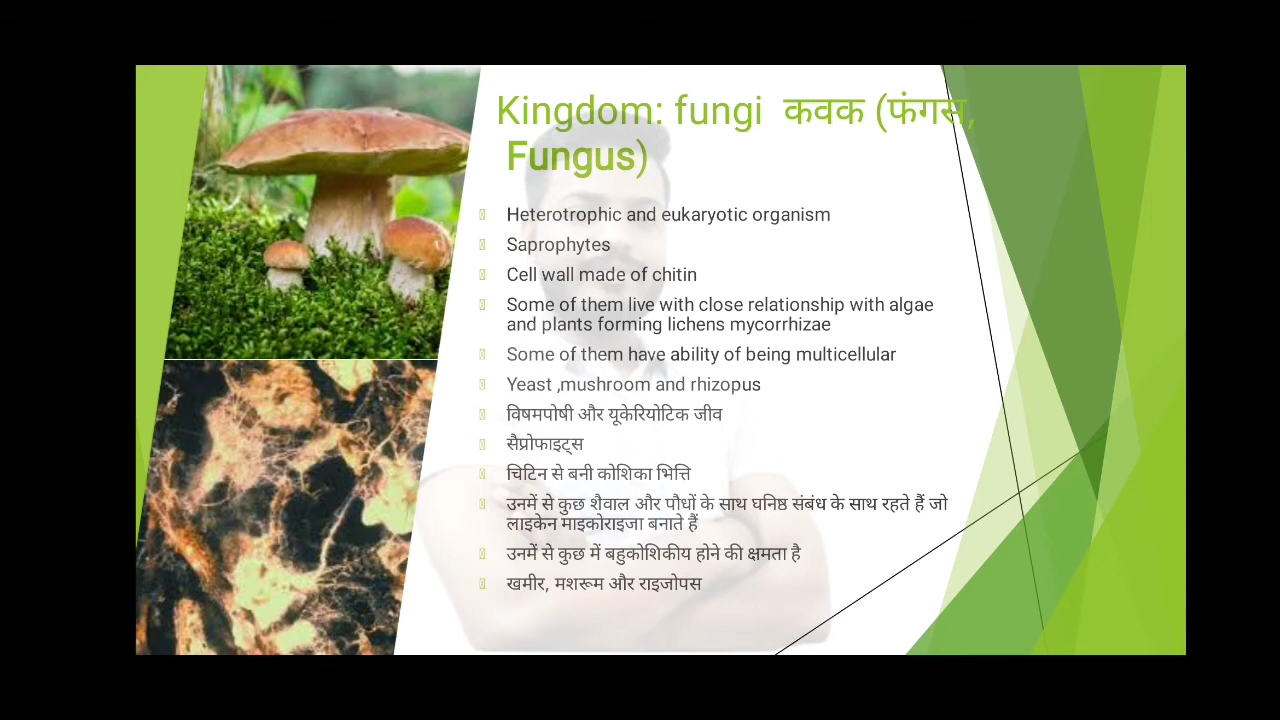 Kingdom: fungi कवक (फंगस,
Fungus)
Heterotrophic and eukaryotic organism
Saprophytes
Cell wall made of chitin
Some of them live with close relationship with algae
and plants forming lichens mycorrhizae
Some of them have ability of being multicellular
Yeast ,mushroom and rhizopus
विषमपोषी और यूकेरियोटिक जीव
सैप्रोफाइट्स
चिटिन से बनी कोशिका भित्ति
उनमें से कुछ शैवाल और पौधों के साथ घनिष्ठ संबंध के साथ रहते हैं जो
लाइकेन माइकोराइजा बनाते हैं
उनमें से कुछ में बहुकोशिकीय होने की क्षमता है
खमीर, मशरूम और राइजोपस